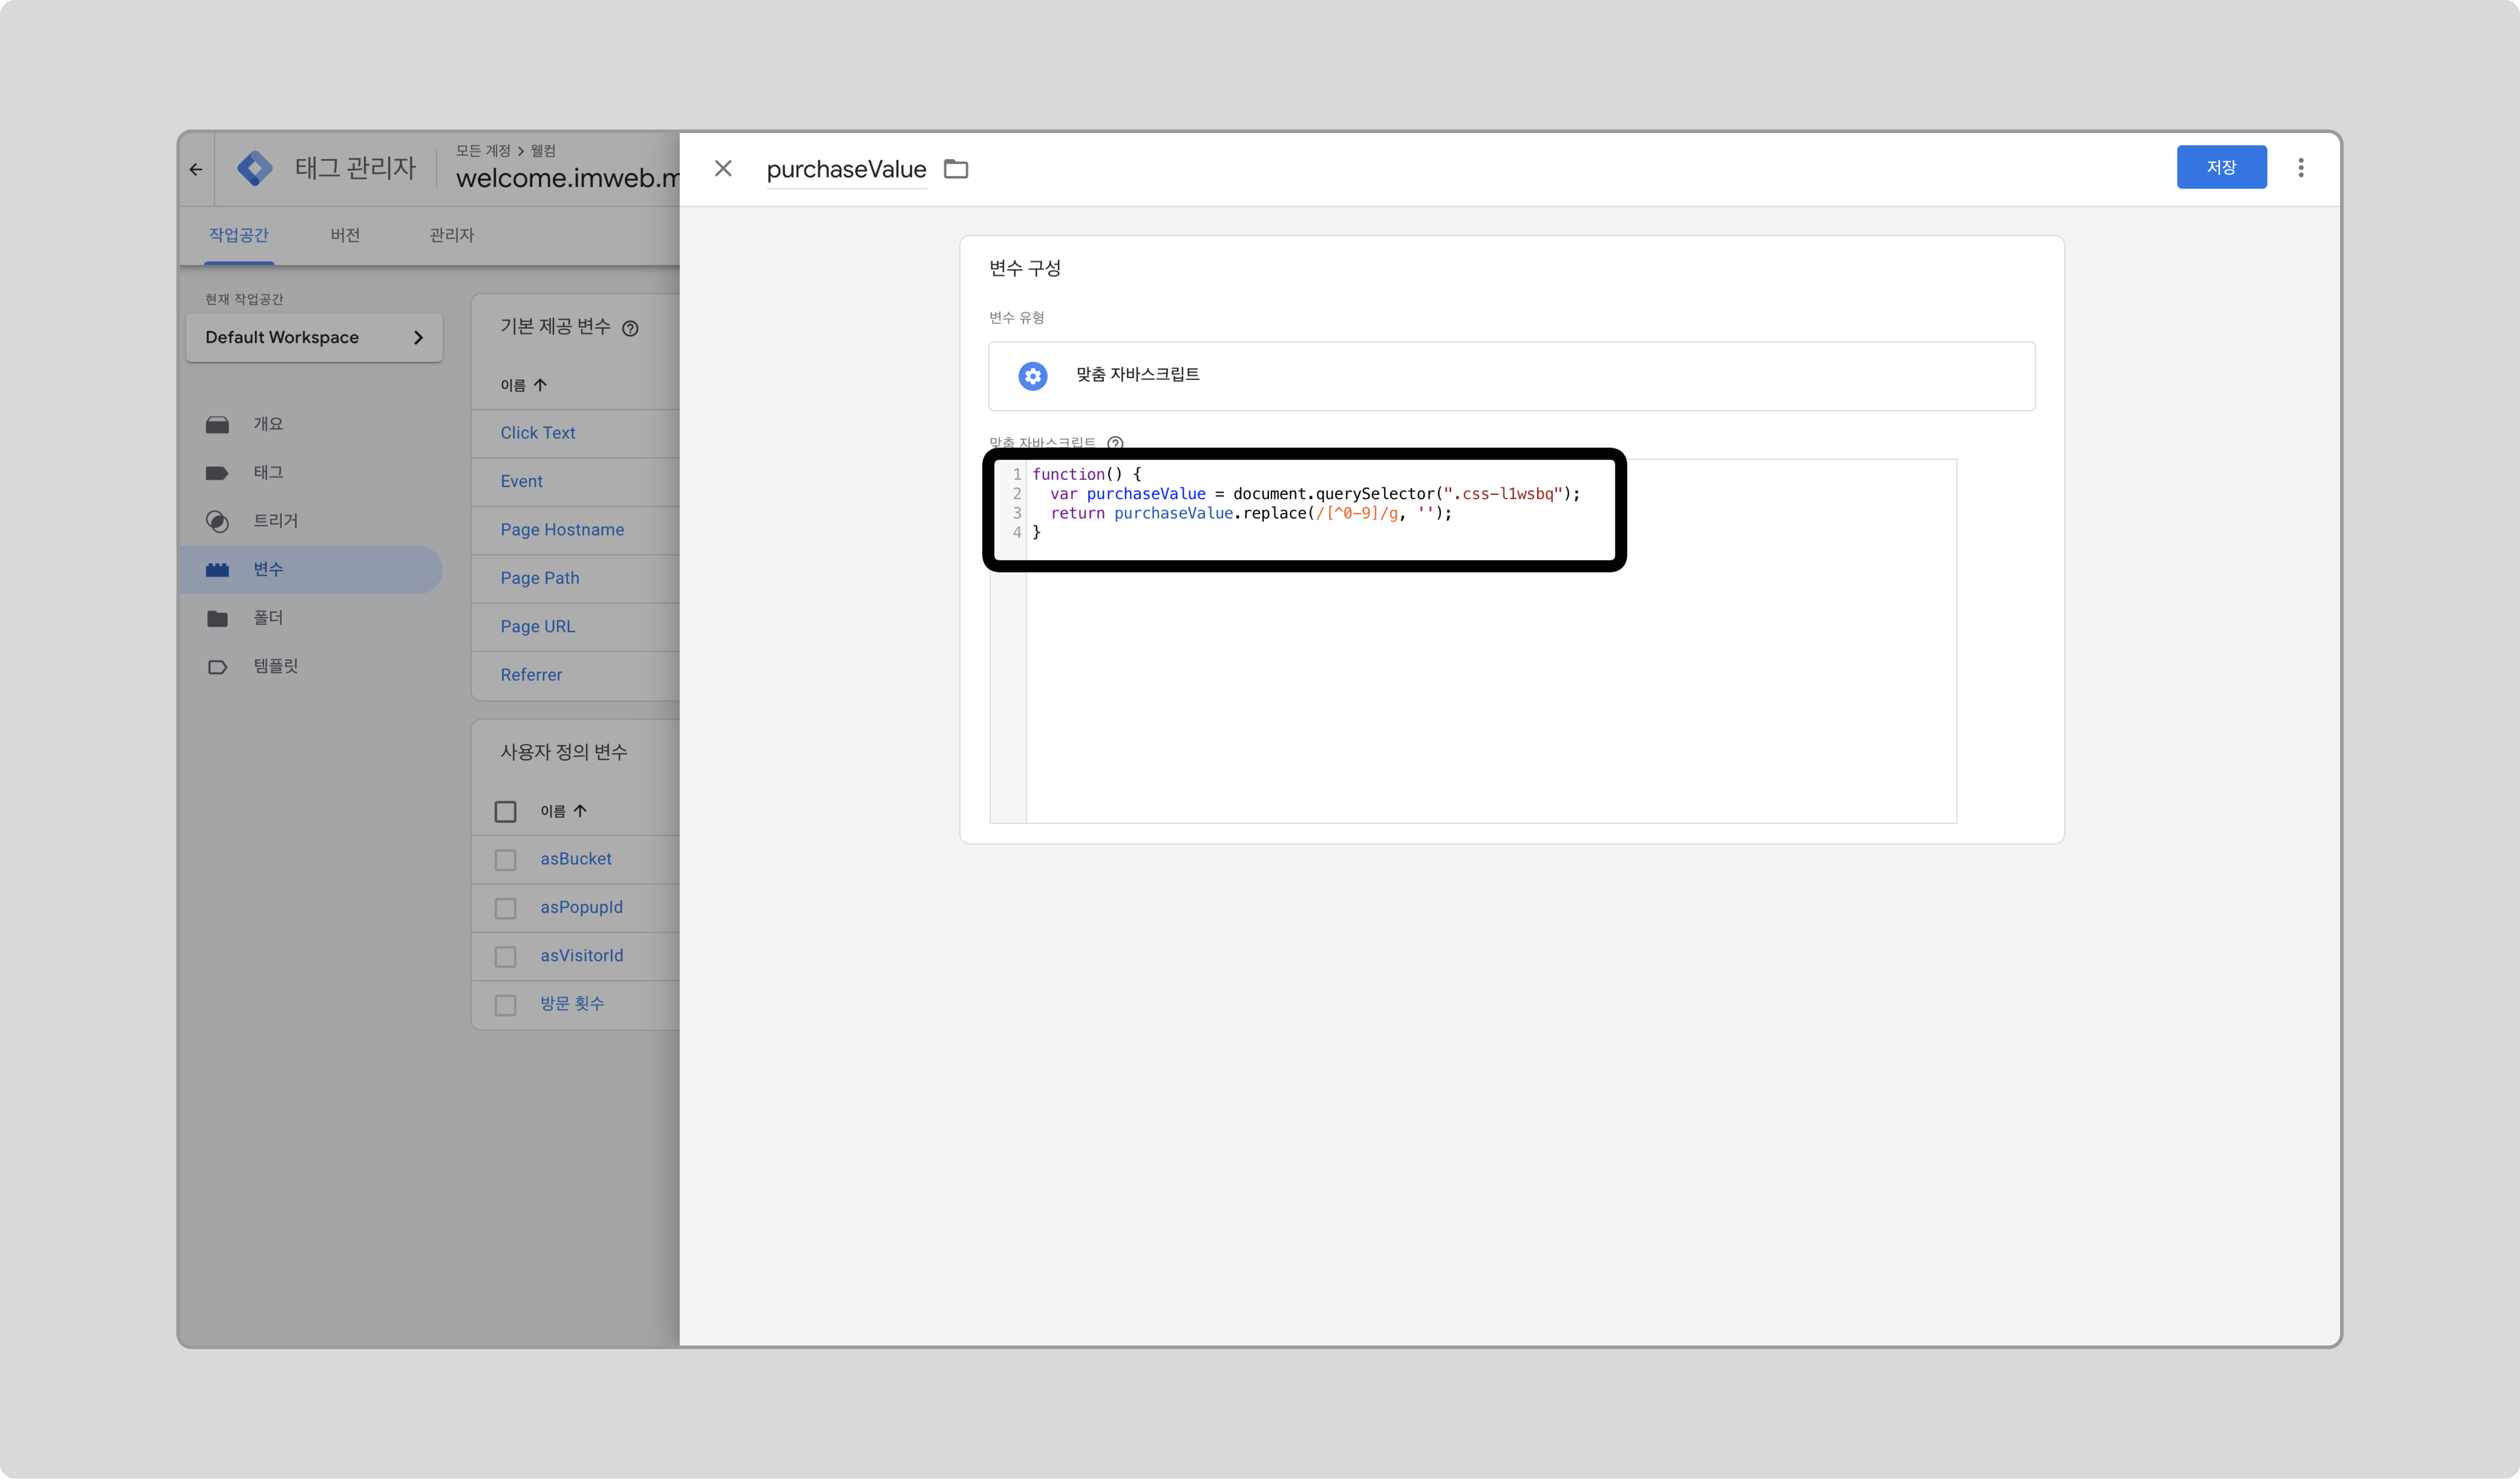 태그 관리자
모든 계정 > 웰컴
welcome.imweb.m
작업공간 버전 관리자
현재 작업공간
Default Workspace
개요
태그
트리거
변수
폴더
템플릿
기본 제공 변수
이름
Click Text
Event
Page Hostname
Page Path
Page URL
Referrer
사용자 정의 변수
이름
asBucket
asPopupId
asVisitorId
방문 횟수
purchaseValue
저장
변수 구성
변수 유형
맞춤 자바스크립트
맞춤 자바스크립트
1 function() {
2 var purchaseValue = document.querySelector(".css-l1wsbq");
3 return purchaseValue.replace(/[^0-9]/g, '');
4 }